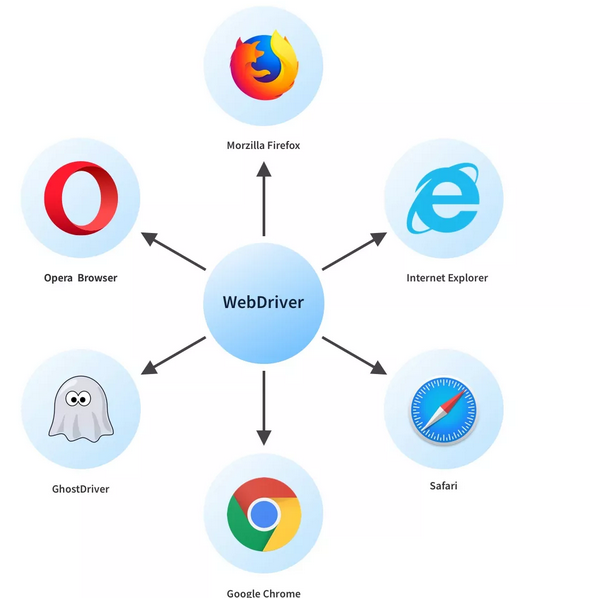 Morzilla Firefox
Opera Browser
Internet Explorer
WebDriver
GhostDriver
Safari
Google Chrome